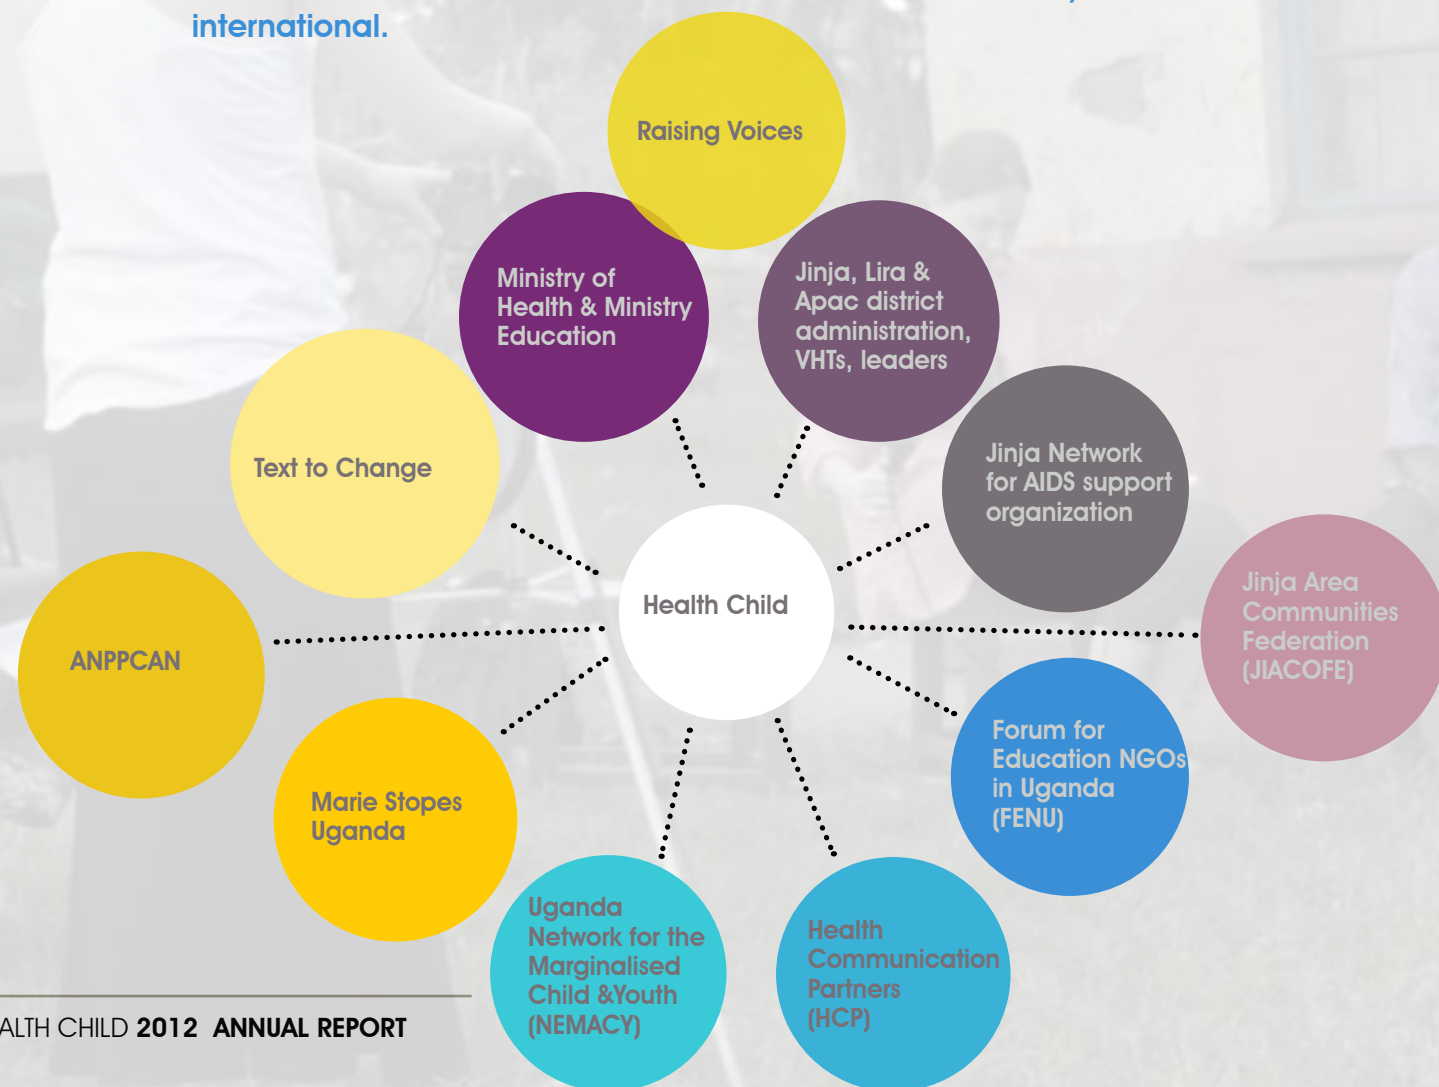 international.
Raising Voices
Ministry of
Health & Ministry
Education
Jinja, Lira &
Apac district
administration,
VHTs, leaders
Text to Change
Jinja Network
for AIDS support
organization
Health Child
Jinja Area
Communities
Federation
(JIACOFE)
ANPPCAN
Forum for
Education NGOs
in Uganda
(FENU)
Marie Stopes
Uganda
Uganda
Network for the
Marginalised
Child &Youth
(NEMACY)
Health
Communication
Partners
(HCP)
ALTH CHILD 2012 ANNUAL REPORT